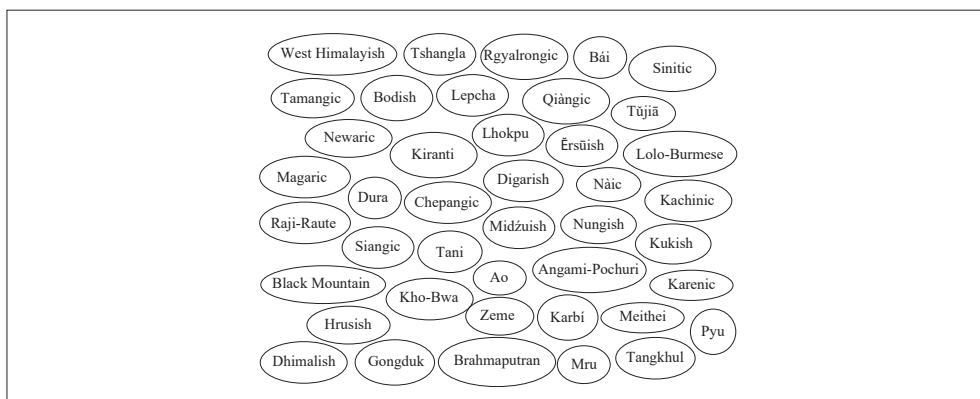 West Himalayish
Tshangla
Rgyalrongic
Bái
Sinitic
Tamangic
Bodish
Lepcha
Qiàngic
Tǔjiā
Newaric
Kiranti
Lhokpu
Ěrsūish
Lolo-Burmese
Magaric
Dura
Chepangic
Digarish
Nàic
Kachinic
Raji-Raute
Siangic
Tani
Midźuish
Nungish
Kukish
Black Mountain
Kho-Bwa
Ao
Angami-Pochuri
Karenic
Hrusish
Zeme
Karbí
Meithei
Pyu
Dhimalish
Gongduk
Brahmaputran
Mru
Tangkhul